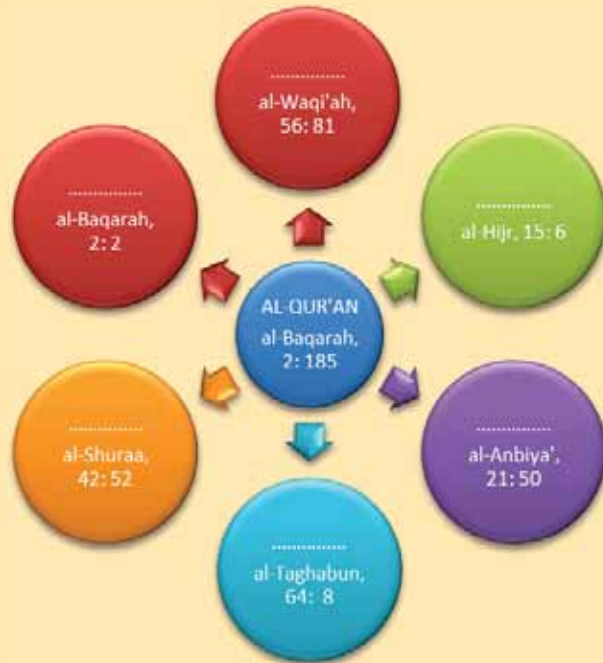 ................
al-Waqi'ah,
56: 81
................
al-Baqarah,
2: 2
................
al-Hijr, 15: 6
AL-QUR'AN
al-Baqarah,
2: 185
................
al-Shuraa,
42: 52
................
al-Anbiya',
21: 50
................
al-Taghabun,
64: 8